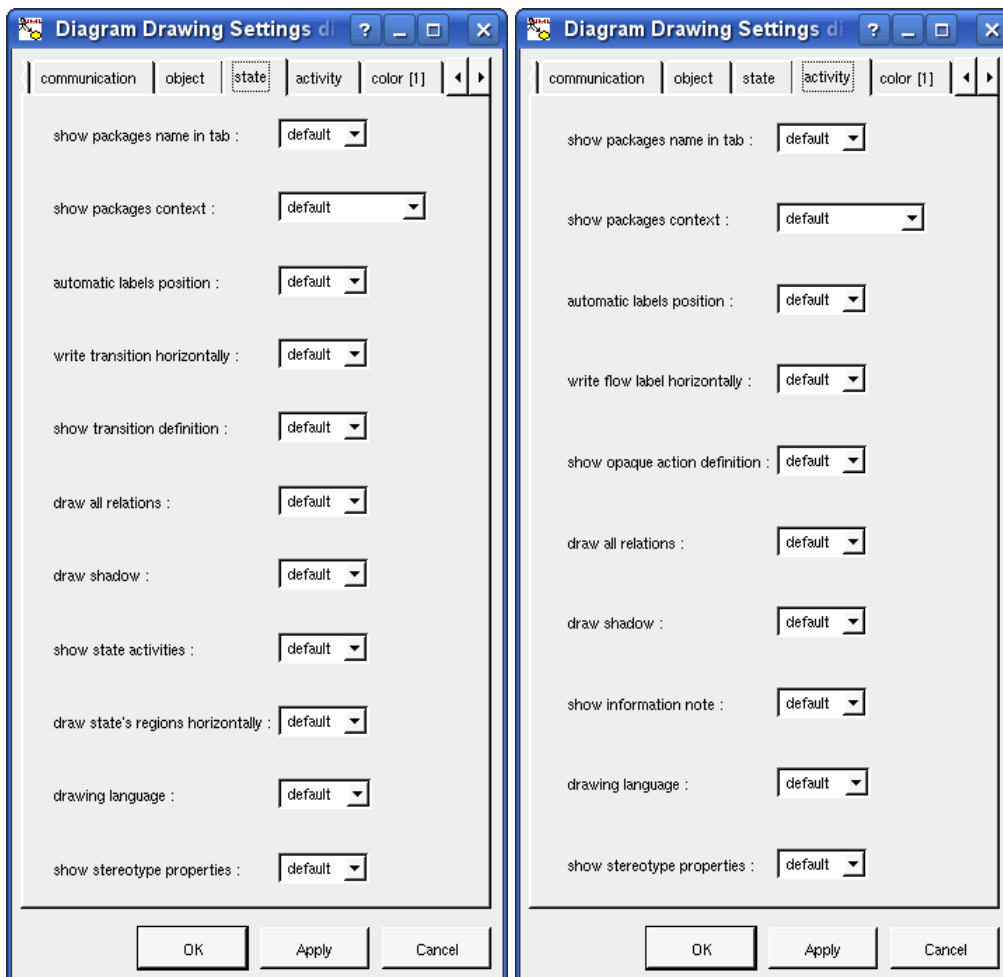 Diagram Drawing Settings di
communication object state activity color [1]
show packages name in tab : default
show packages context : default
automatic labels position : default
write transition horizontally : default
show transition definition : default
draw all relations : default
draw shadow : default
show state activities : default
draw state's regions horizontally : default
drawing language : default
show stereotype properties : default
OK Apply Cancel
Diagram Drawing Settings di
communication object state activity color [1]
show packages name in tab : default
show packages context : default
automatic labels position : default
write flow label horizontally : default
show opaque action definition : default
draw all relations : default
draw shadow : default
show information note : default
drawing language : default
show stereotype properties : default
OK Apply Cancel